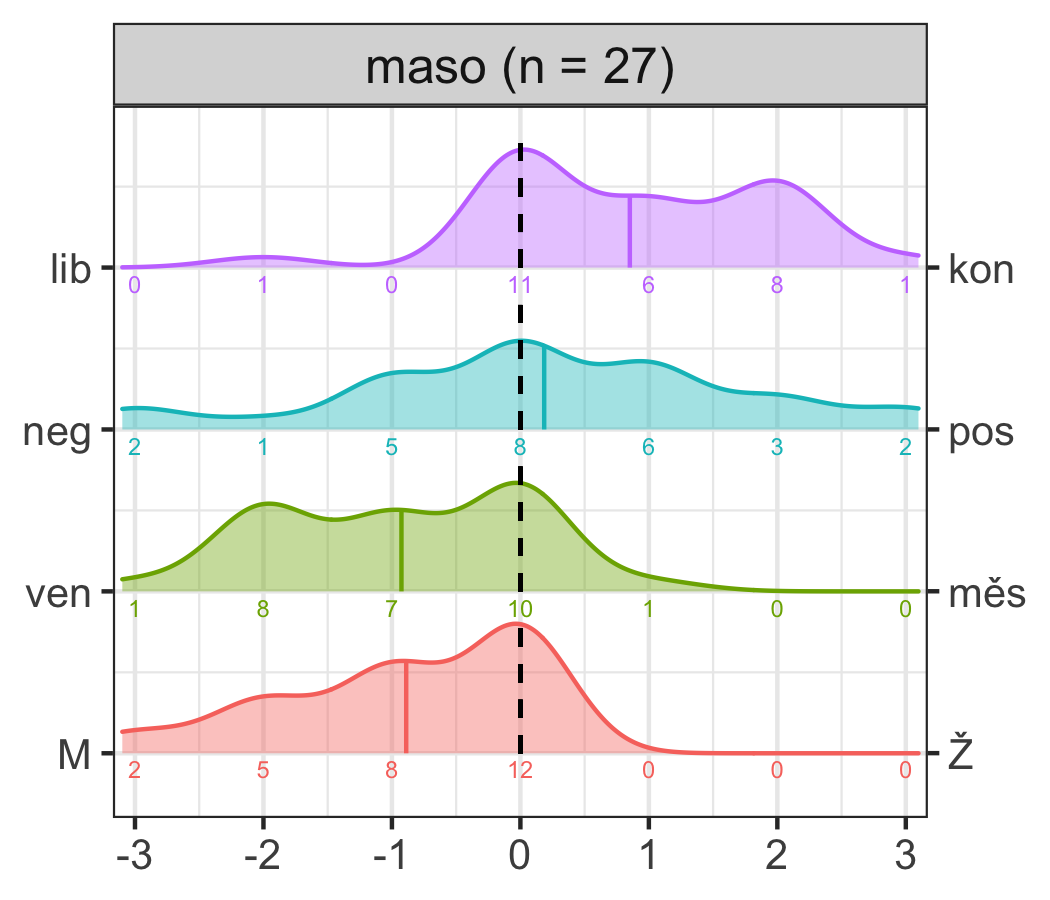 maso (n = 27)
lib kon
0 1 0 11 6 8 1
neg pos
2 1 5 8 6 3 2
ven měs
1 8 7 10 1 0 0
M Ž
2 5 8 12 0 0 0
-3 -2 -1 0 1 2 3